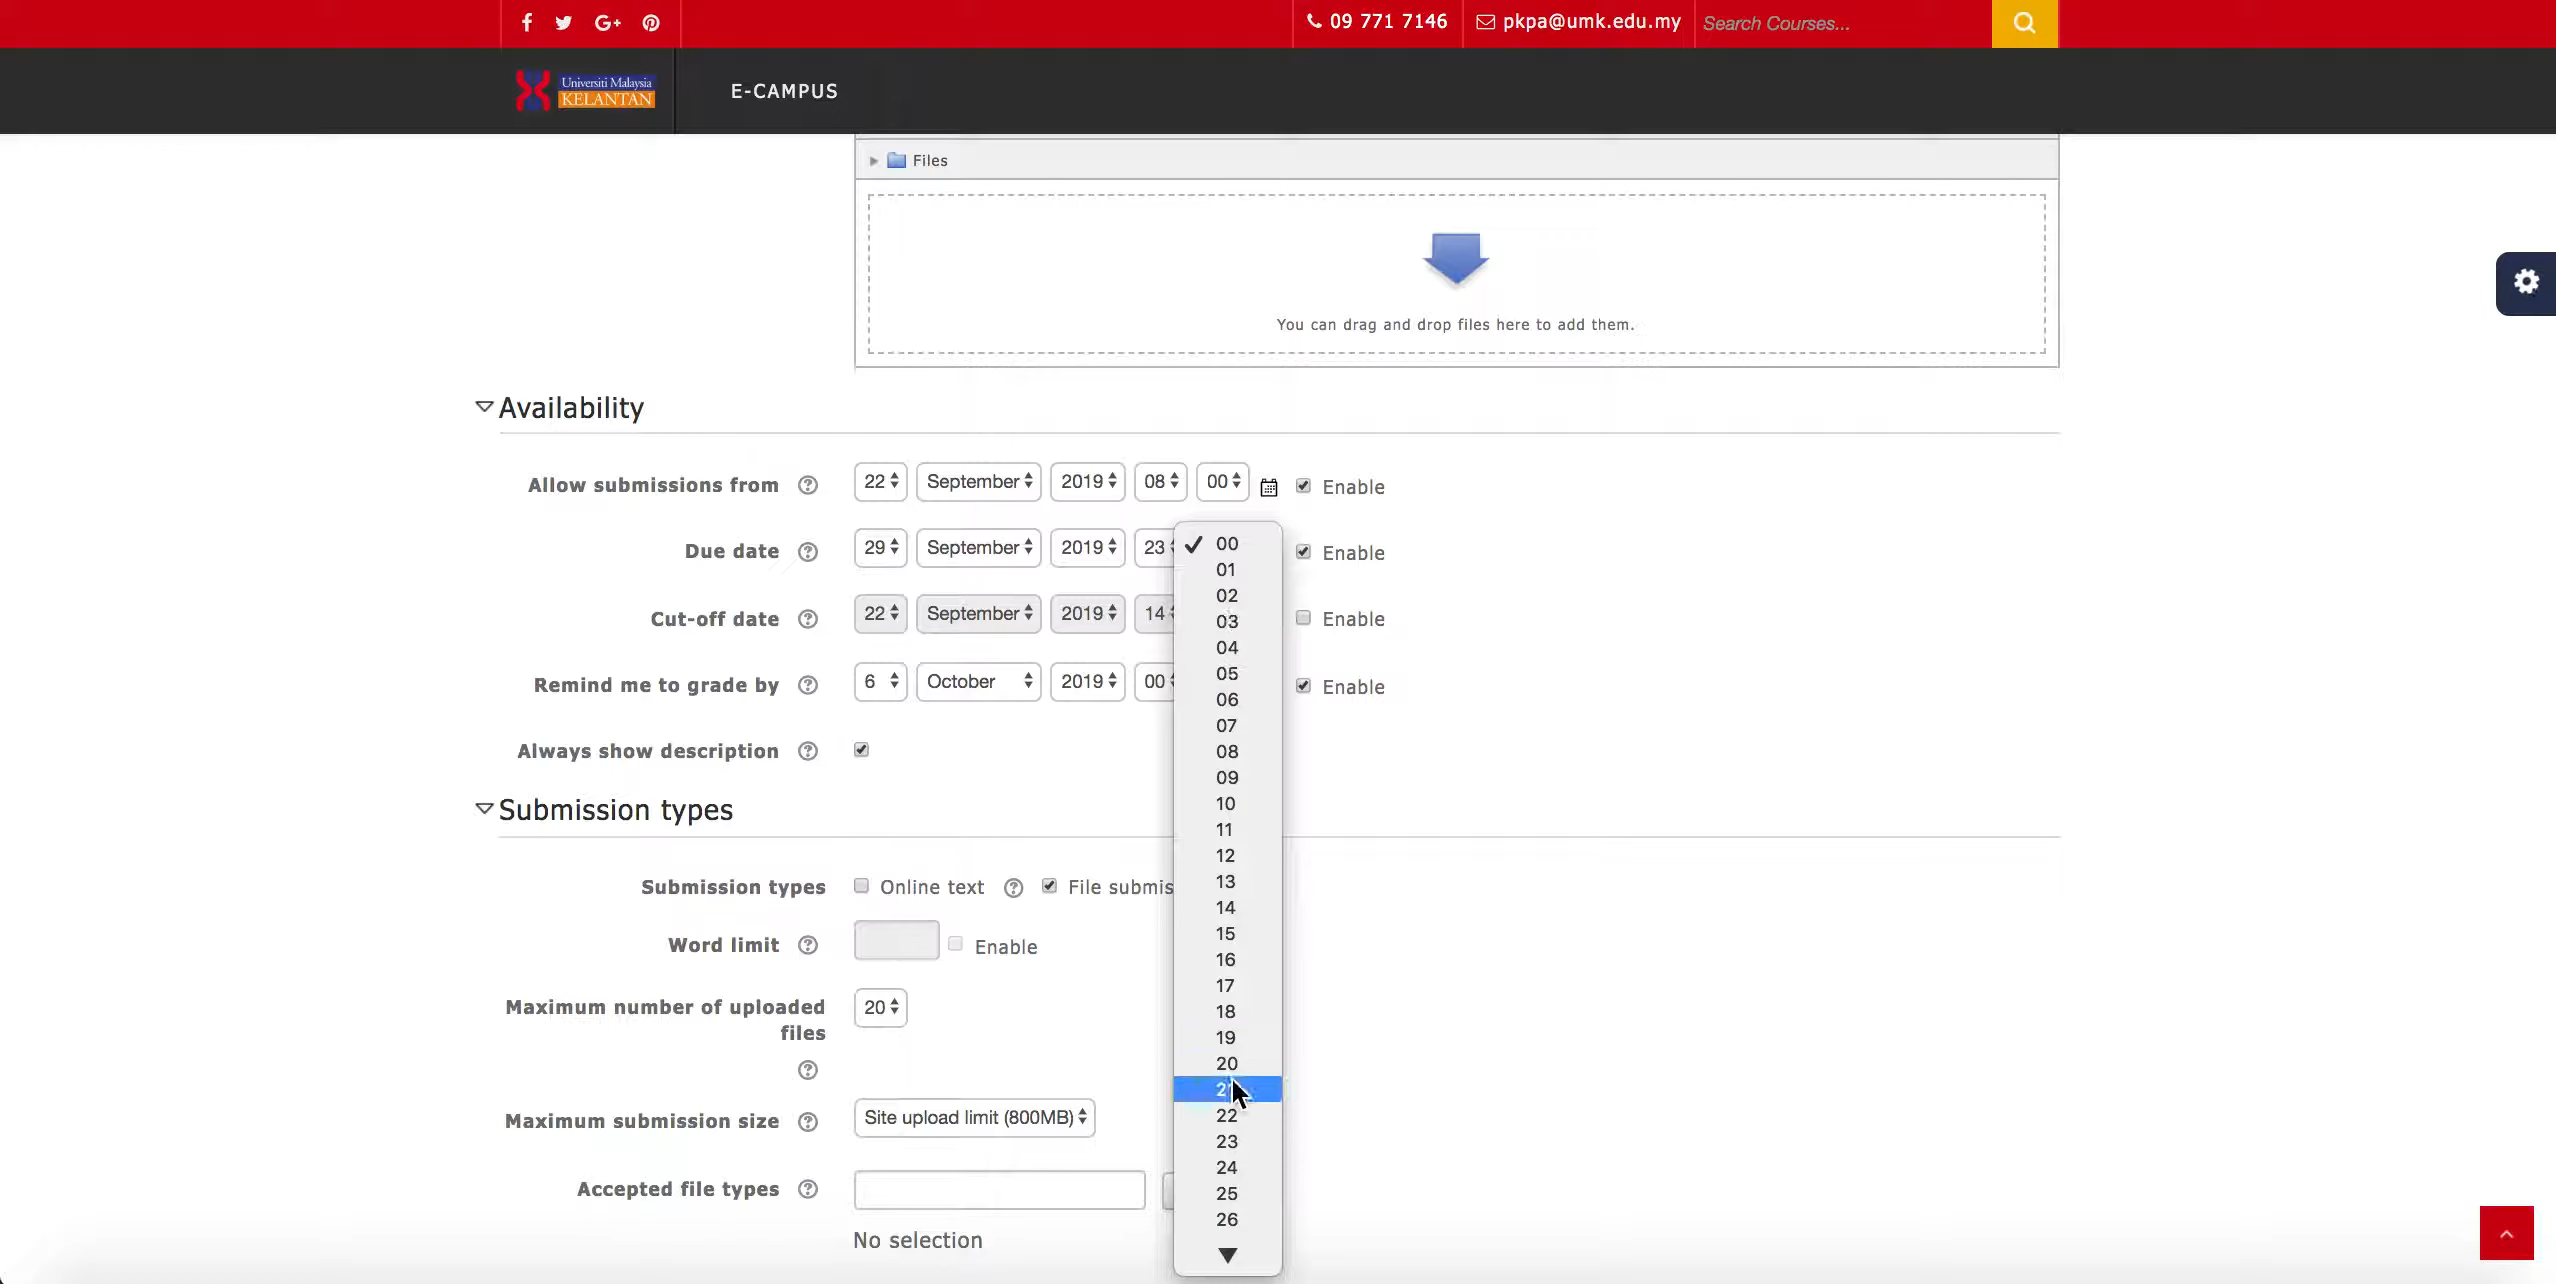 09 771 7146
pkpa@umk.edu.my
Search Courses...
Universiti Malaysia
KELANTAN
E-CAMPUS
Files
You can drag and drop files here to add them.
Availability
Allow submissions from 22 September 2019 08 00 Enable
Due date 29 September 2019 23 Enable
Cut-off date 22 September 2019 14 Enable
Remind me to grade by 6 October 2019 00 Enable
Always show description
00
01
02
03
04
05
06
07
08
09
10
11
12
13
14
15
16
17
18
19
20
22
23
24
25
26
Submission types
Submission types Online text File submis
Word limit Enable
Maximum number of uploaded
files
20
Maximum submission size Site upload limit (800MB)
Accepted file types
No selection